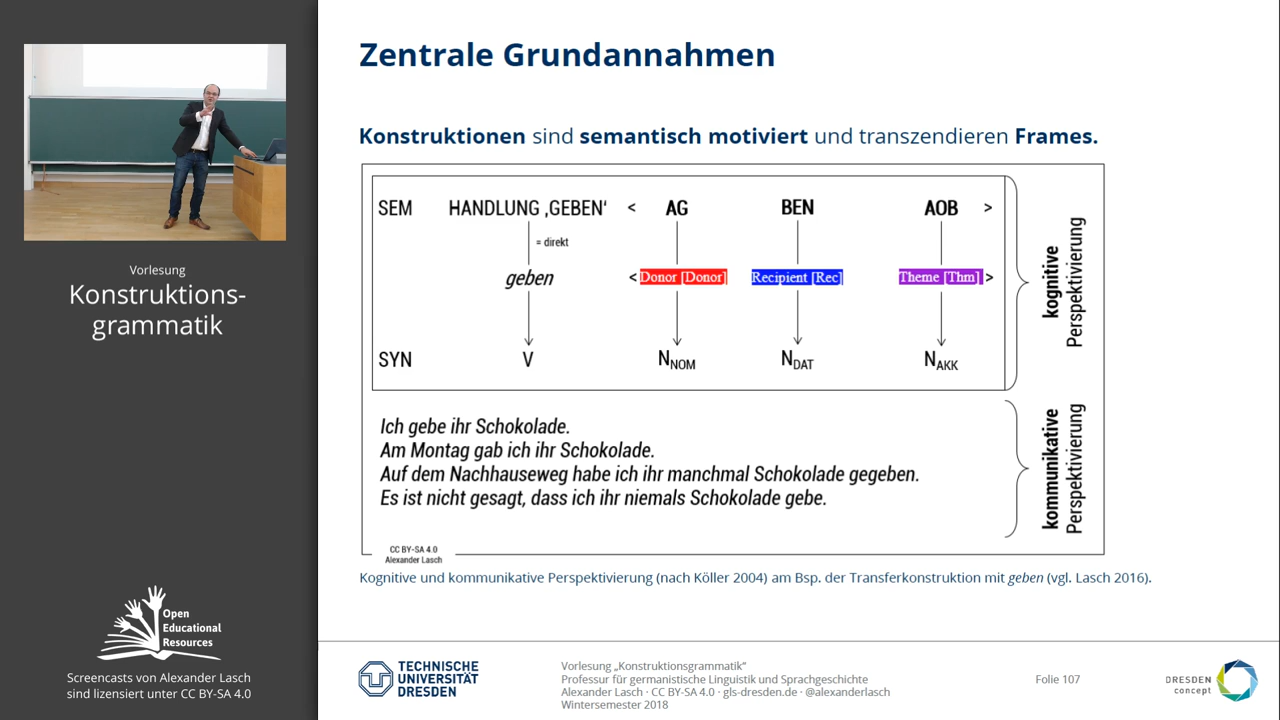 Zentrale Grundannahmen
Konstruktionen sind semantisch motiviert und transzendieren Frames.
SEM HANDLUNG ‚GEBEN‘ < AG BEN AOB >
= direkt
geben <Donor [Donor] Recipient [Rec] Theme [Thm] >
SYN V NNOM NDAT NAKK
kognitive
Perspektivierung
Ich gebe ihr Schokolade.
Am Montag gab ich ihr Schokolade.
Auf dem Nachhauseweg habe ich ihr manchmal Schokolade gegeben.
Es ist nicht gesagt, dass ich ihr niemals Schokolade gebe.
kommunikative
Perspektivierung
CC BY-SA 4.0
Alexander Lasch
Kognitive und kommunikative Perspektivierung (nach Köller 2004) am Bsp. der Transferkonstruktion mit geben (vgl. Lasch 2016).
Vorlesung
Konstruktions-
grammatik
Open
Educational
Resources
Screencasts von Alexander Lasch
sind lizensiert unter CC BY-SA 4.0
TECHNISCHE
UNIVERSITÄT
DRESDEN
Vorlesung „Konstruktionsgrammatik“
Professur für germanistische Linguistik und Sprachgeschichte
Alexander Lasch · CC BY-SA 4.0 · gls-dresden.de · @alexanderlasch
Wintersemester 2018
Folie 107
DRESDEN
concept